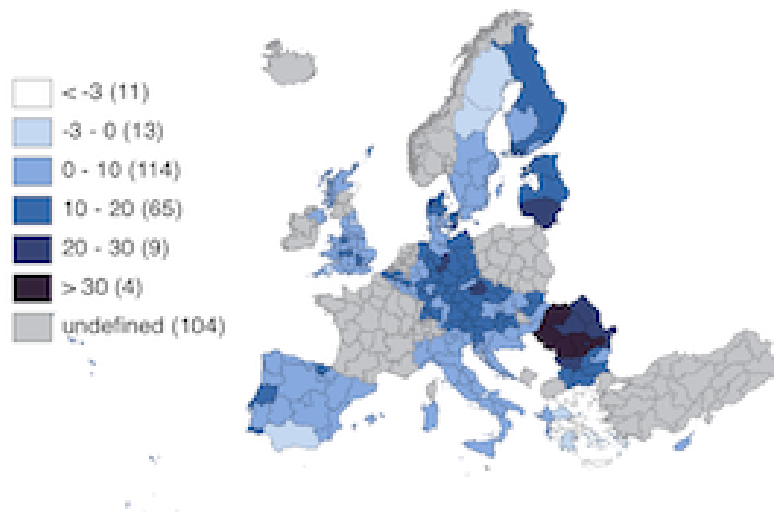 < -3 (11)
-3 - 0 (13)
0 - 10 (114)
10 - 20 (65)
20 - 30 (9)
> 30 (4)
undefined (104)